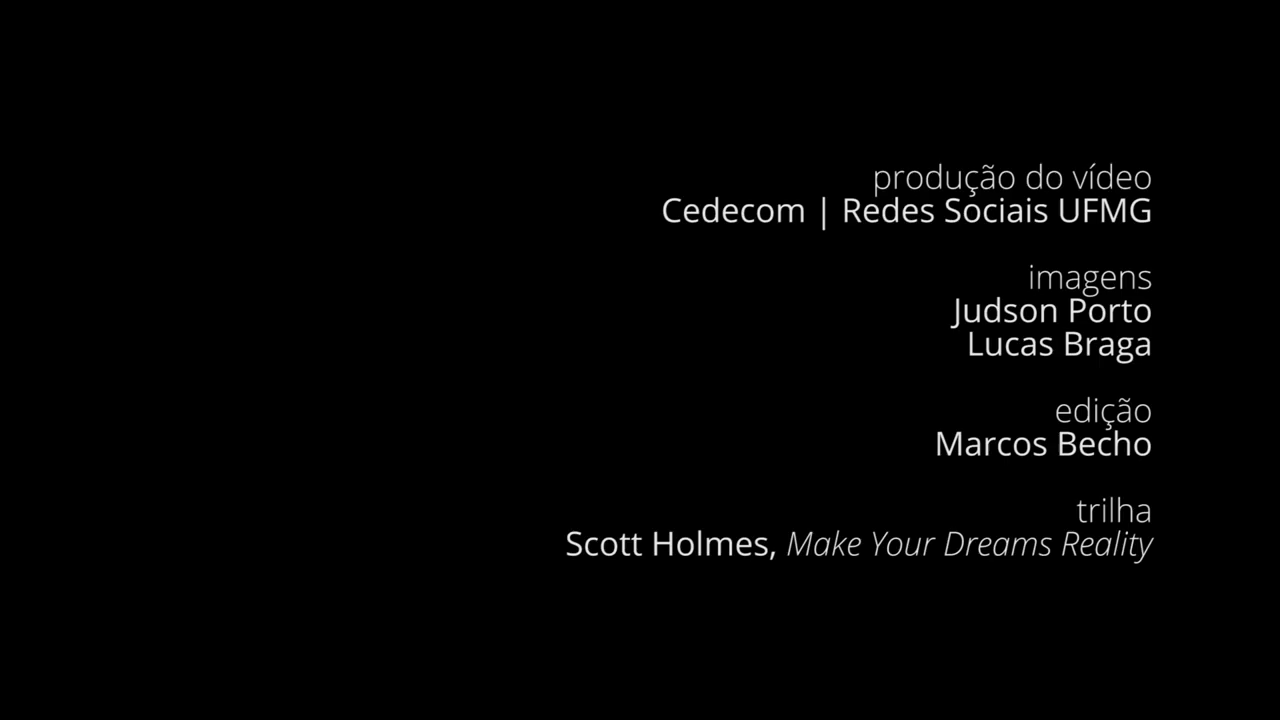 produção do vídeo
Cedecom | Redes Sociais UFMG
imagens
Judson Porto
Lucas Braga
edição
Marcos Becho
trilha
Scott Holmes, Make Your Dreams Reality